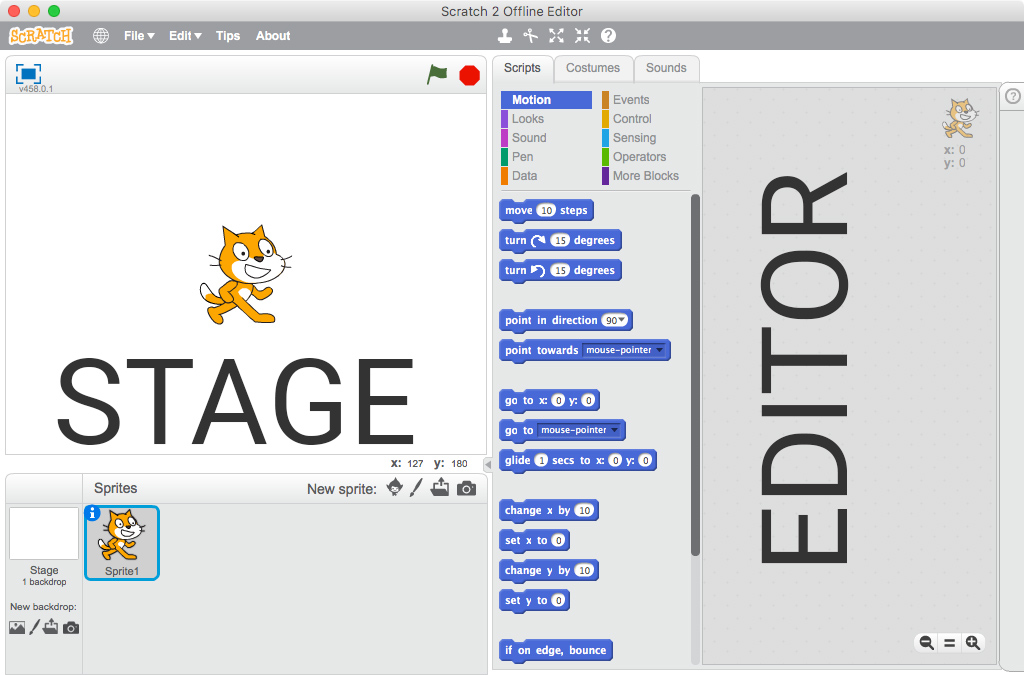 Scratch 2 Offline Editor
SCRATCH
File Edit Tips About
v458.0.1
STAGE
x: 127 y: 180
Sprites
New sprite:
Stage
1 backdrop
New backdrop:
Sprite1
Scripts Costumes Sounds
Motion Events
Looks Control
Sound Sensing
Pen Operators
Data More Blocks
move 10 steps
turn 15 degrees
turn 15 degrees
point in direction 90
point towards mouse-pointer
go to x: 0 y: 0
go to mouse-pointer
glide 1 secs to x: 0 y: 0
change x by 10
set x to 0
change y by 10
set y to 0
if on edge, bounce
x: 0
y: 0
EDITOR